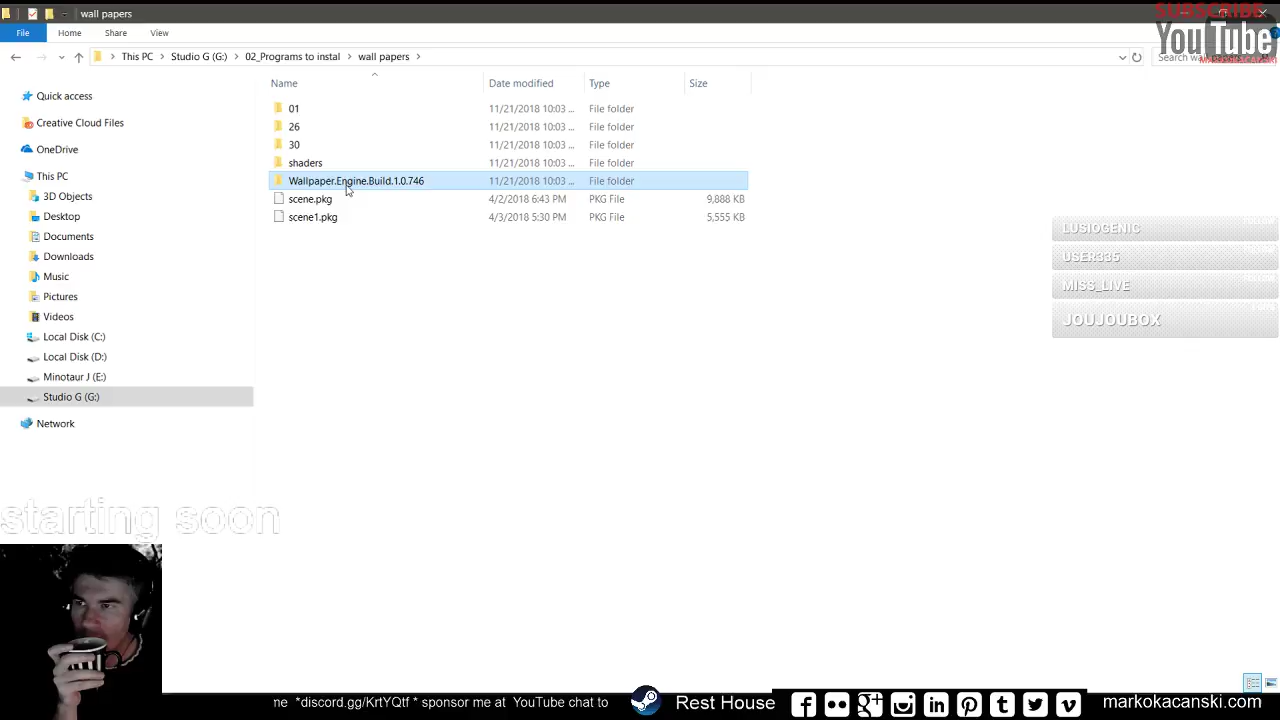 wall papers
SUBSCRIBE
File Home Share View
YouTube
This PC Studio G (G:) 02_Programs to instal wall papers
Search wa
Name Date modified Type Size
Quick access
Creative Cloud Files
OneDrive
This PC
3D Objects
Desktop
Documents
Downloads
Music
Pictures
Videos
Local Disk (C:)
Local Disk (D:)
Minotaur J (E:)
Studio G (G:)
Network
01 11/21/2018 10:03 ... File folder
26 11/21/2018 10:03 ... File folder
30 11/21/2018 10:03 ... File folder
shaders 11/21/2018 10:03 ... File folder
Wallpaper.Engine.Build.1.0.746 11/21/2018 10:03 ... File folder
scene.pkg 4/2/2018 6:43 PM PKG File 9,888 KB
scene1.pkg 4/3/2018 5:30 PM PKG File 5,555 KB
LUSIOGENIC
USER335
MISS_LIVE
JOUJOUBOX
starting soon
me *discord.gg/KrtYQtf * sponsor me at YouTube chat to
Rest House
markokacanski.com